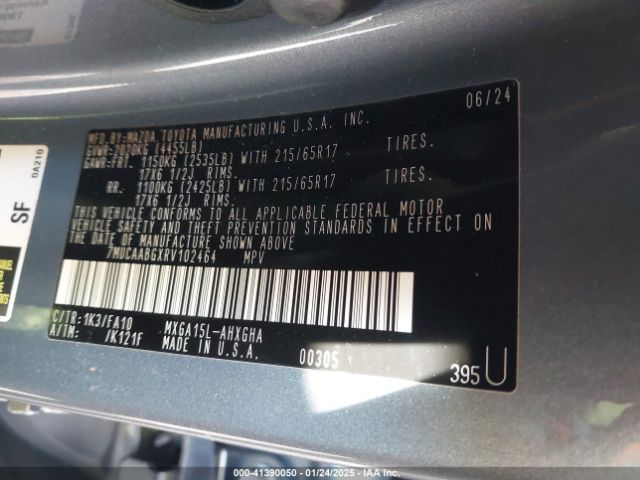 06/24
MFD BY:MAZDA TOYOTA MANUFACTURING U.S.A. INC.
GVWR:2020KG (4455LB)
GAWR:FRT 1150KG (2535LB) WITH 215/65R17 TIRES.
17X6 1/2J RIMS.
RR. 1100KG (2425LB) WITH 215/65R17 TIRES.
17X6 1/2J RIMS.
THIS VEHICLE CONFORMS TO ALL APPLICABLE FEDERAL MOTOR
VEHICLE SAFETY AND THEFT PREVENTION STANDARDS IN EFFECT ON
THE DATE OF MANUFACTURE SHOWN ABOVE
7MUCAABGXRV102464 MPV
C/TR:1K3/FA10 MXGA15L-AHXGHA
A/TM: /K121F MADE IN U.S.A. 00305
395 U
0A210
SF
000-41390050 - 01/24/2025 - IAAI.com